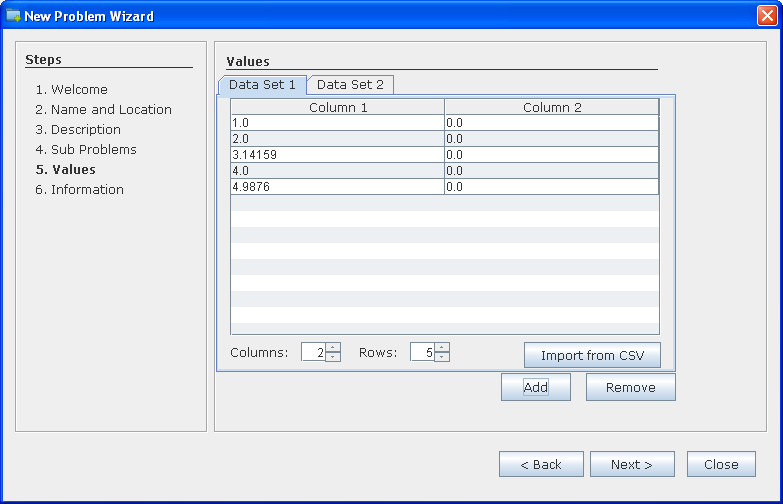 New Problem Wizard
Steps
1. Welcome
2. Name and Location
3. Description
4. Sub Problems
5. Values
6. Information
Values
Data Set 1 Data Set 2
Column 1 Column 2
1.0 0.0
2.0 0.0
3.14159 0.0
4.0 0.0
4.9876 0.0
Columns: 2 Rows: 5 Import from CSV
Add Remove
< Back Next > Close